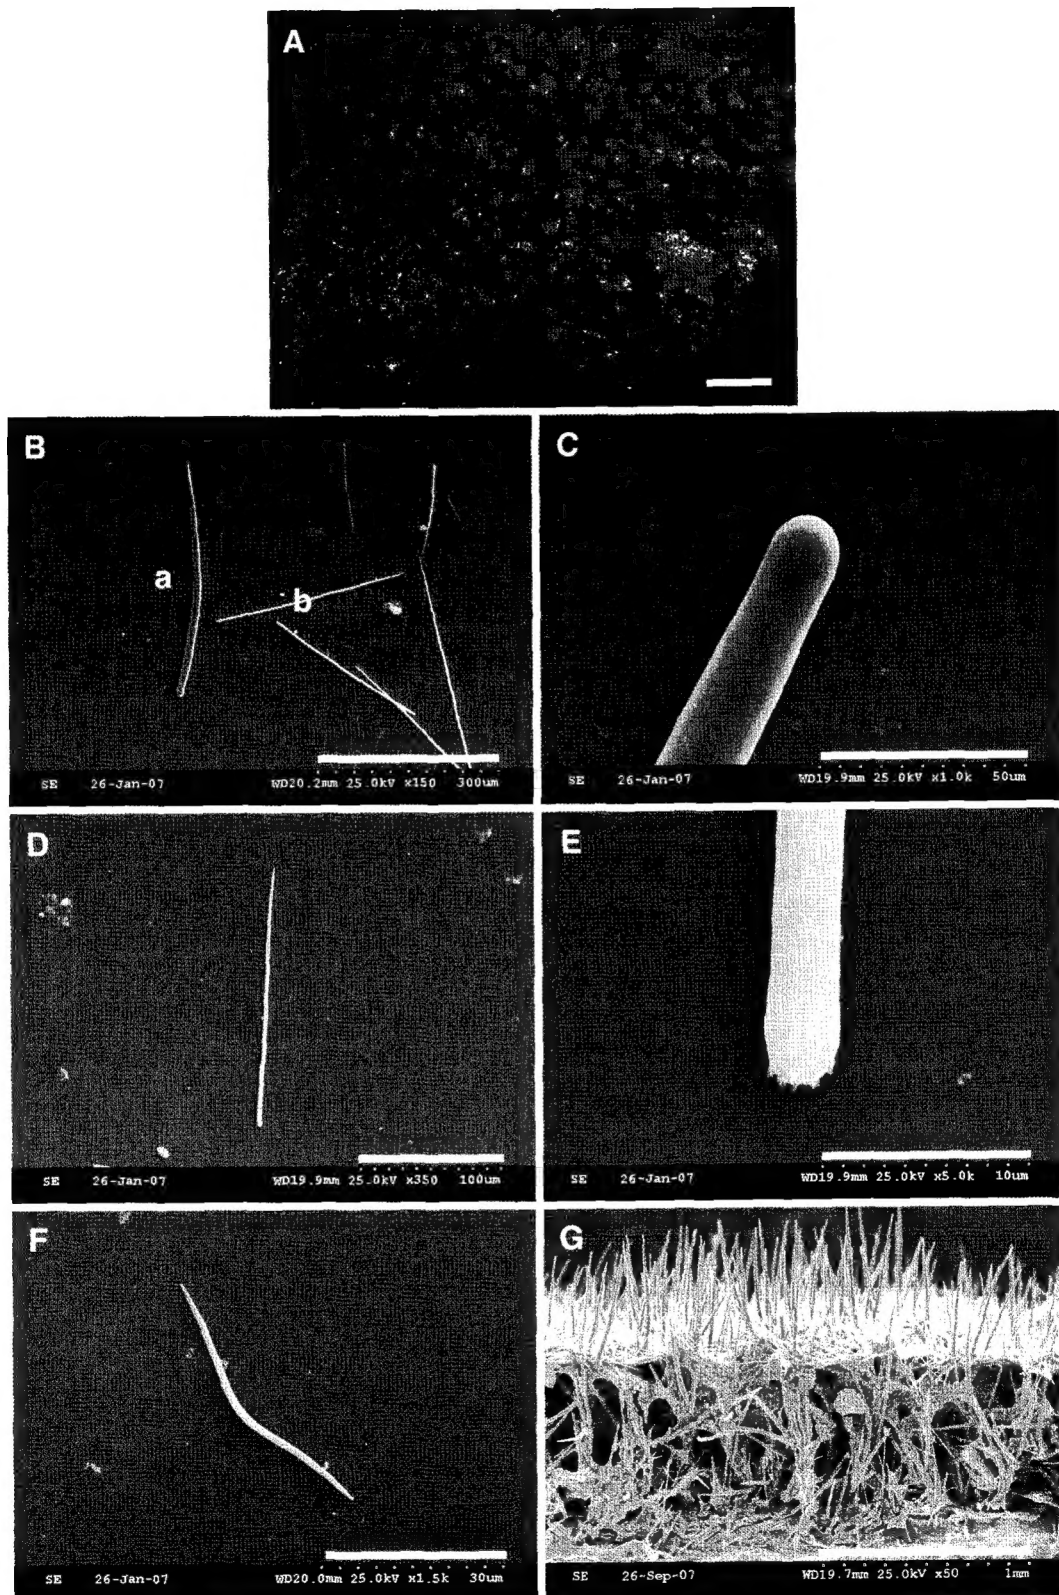 A
B
a
b
SE 26-Jan-07 WD20.2mm 25.0kV x150 300um
C
SE 26-Jan-07 WD19.9mm 25.0kV x1.0k 50um
D
SE 26-Jan-07 WD19.9mm 25.0kV x350 100um
E
SE 26-Jan-07 WD19.9mm 25.0kV x5.0k 10um
F
SE 26-Jan-07 WD20.0mm 25.0kV x1.5k 30um
G
SE 26-Sep-07 WD19.7mm 25.0kV x50 1mm